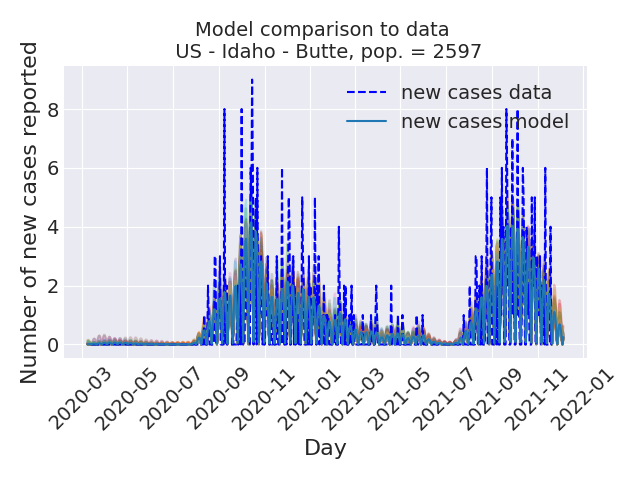 Model comparison to data
US - Idaho - Butte, pop. = 2597
Number of new cases reported
8
6
4
2
0
new cases data
new cases model
2020-03
2020-05
2020-07
2020-09
2020-11
2021-01
2021-03
2021-05
2021-07
2021-09
2021-11
2022-01
Day